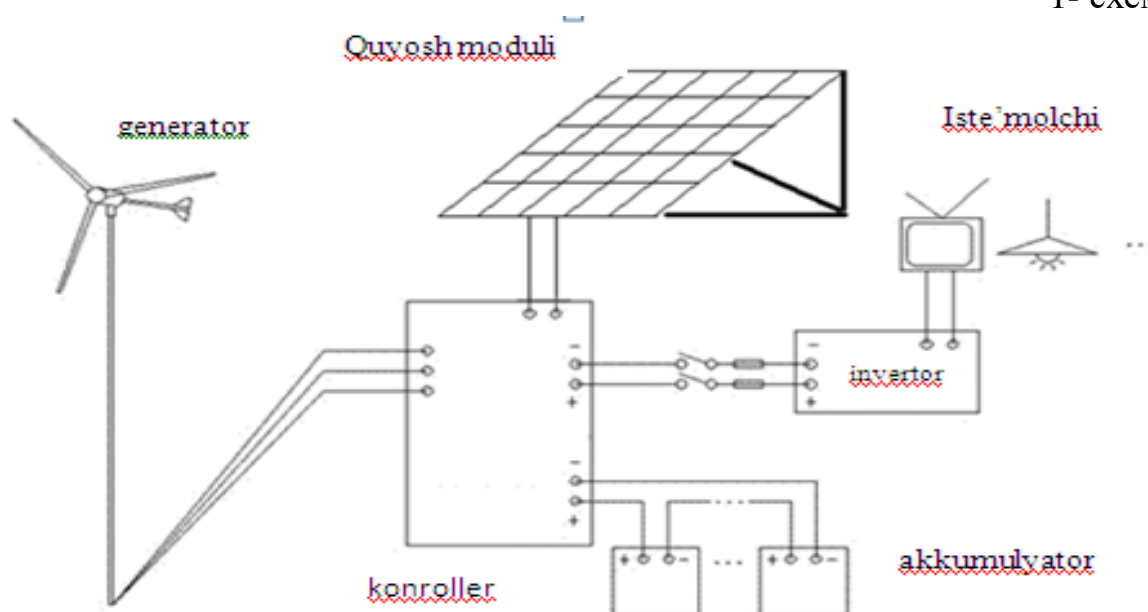 Quyosh moduli
generator
Iste'molchi
...
−
invertor
+
−
+
−
+
+ − ... + −
akkumulyator
konroller